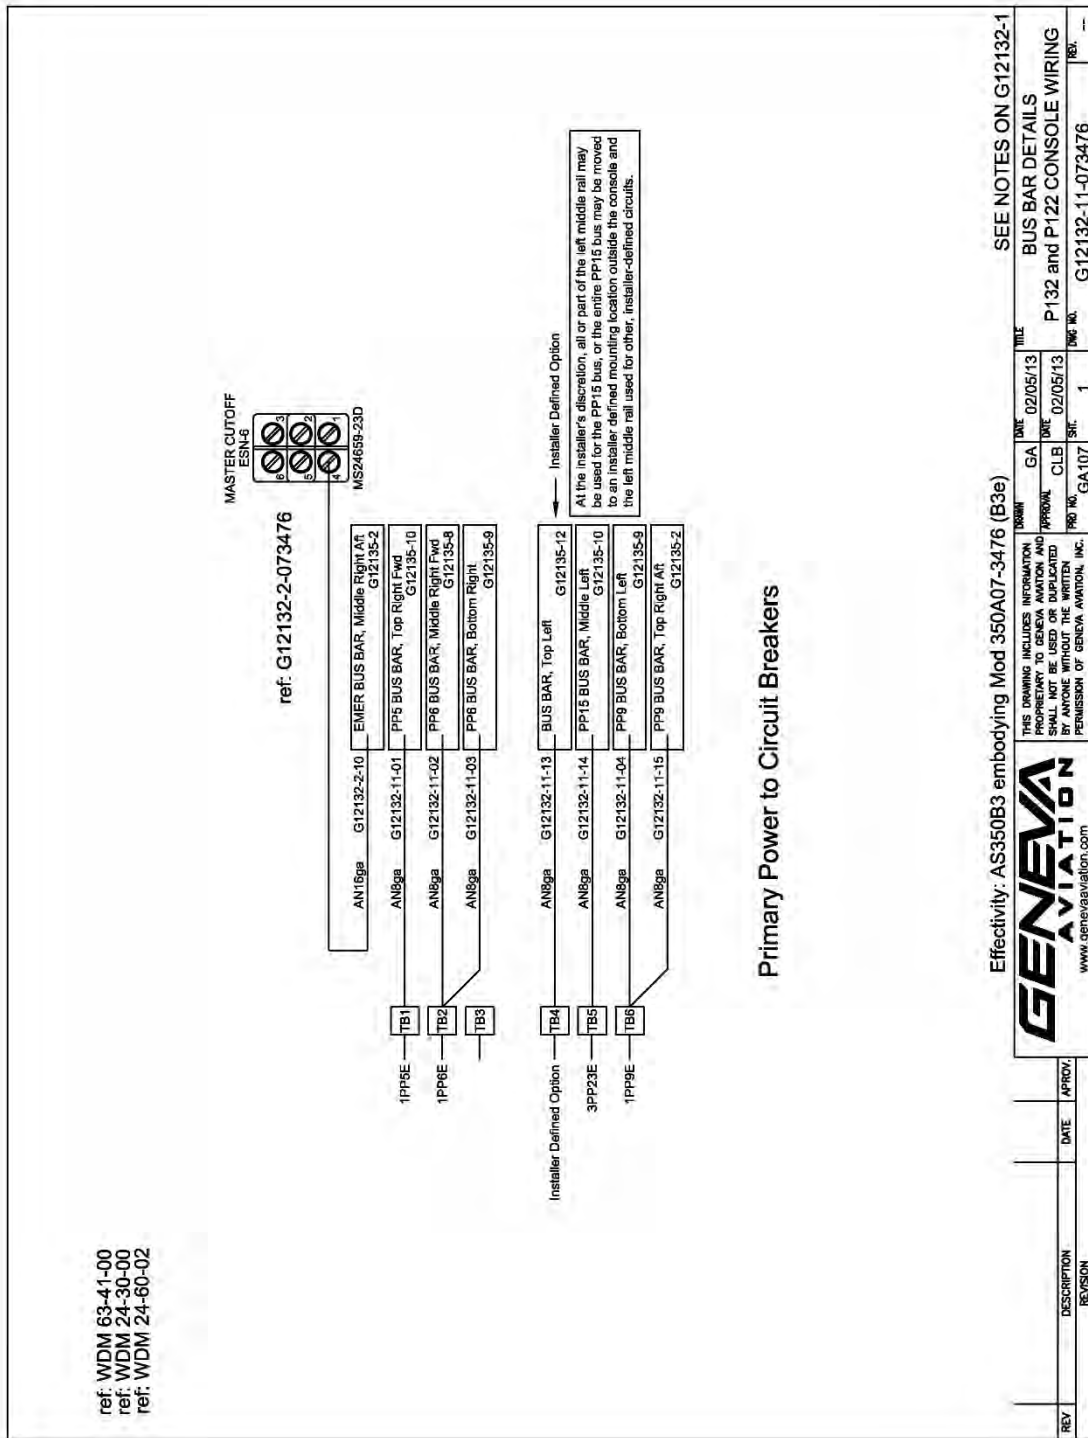 ref: WDM 63-41-00
ref: WDM 24-30-00
ref: WDM 24-60-02
ref: G12132-2-073476
MASTER CUTOFF
ESN-6
6 3
5 2
4 1
MS24659-23D
AN16ga G12132-2-10 EMER BUS BAR, Middle Right Aft
G12135-2
1PP5E TB1 AN8ga G12132-11-01 PP5 BUS BAR, Top Right Fwd
G12135-10
1PP6E TB2 AN8ga G12132-11-02 PP6 BUS BAR, Middle Right Fwd
G12135-8
TB3 AN8ga G12132-11-03 PP6 BUS BAR, Bottom Right
G12135-9
Installer Defined Option TB4 AN8ga G12132-11-13 BUS BAR, Top Left
G12135-12
Installer Defined Option
3PP23E TB5 AN8ga G12132-11-14 PP15 BUS BAR, Middle Left
G12135-10
1PP9E TB6 AN8ga G12132-11-04 PP9 BUS BAR, Bottom Left
G12135-9
AN8ga G12132-11-15 PP9 BUS BAR, Top Right Aft
G12135-2
At the installer's discretion, all or part of the left middle rail may
be used for the PP15 bus, or the entire PP15 bus may be moved
to an installer defined mounting location outside the console and
the left middle rail used for other, installer-defined circuits.
Primary Power to Circuit Breakers
Effectivity: AS350B3 embodying Mod 350A07-3476 (B3e)
SEE NOTES ON G12132-1
REV DESCRIPTION DATE APROV.
REVISION
GENEVA
AVIATION
www.genevaaviation.com
THIS DRAWING INCLUDES INFORMATION
PROPRIETARY TO GENEVA AVIATION AND
SHALL NOT BE USED OR DUPLICATED
BY ANYONE WITHOUT THE WRITTEN
PERMISSION OF GENEVA AVIATION, INC.
DRAWN GA DATE 02/05/13
APPROVAL CLB DATE 02/05/13
PRO NO. GA107 SHT. 1
TITLE BUS BAR DETAILS
P132 and P122 CONSOLE WIRING
DWG NO. G12132-11-073476
REV. --